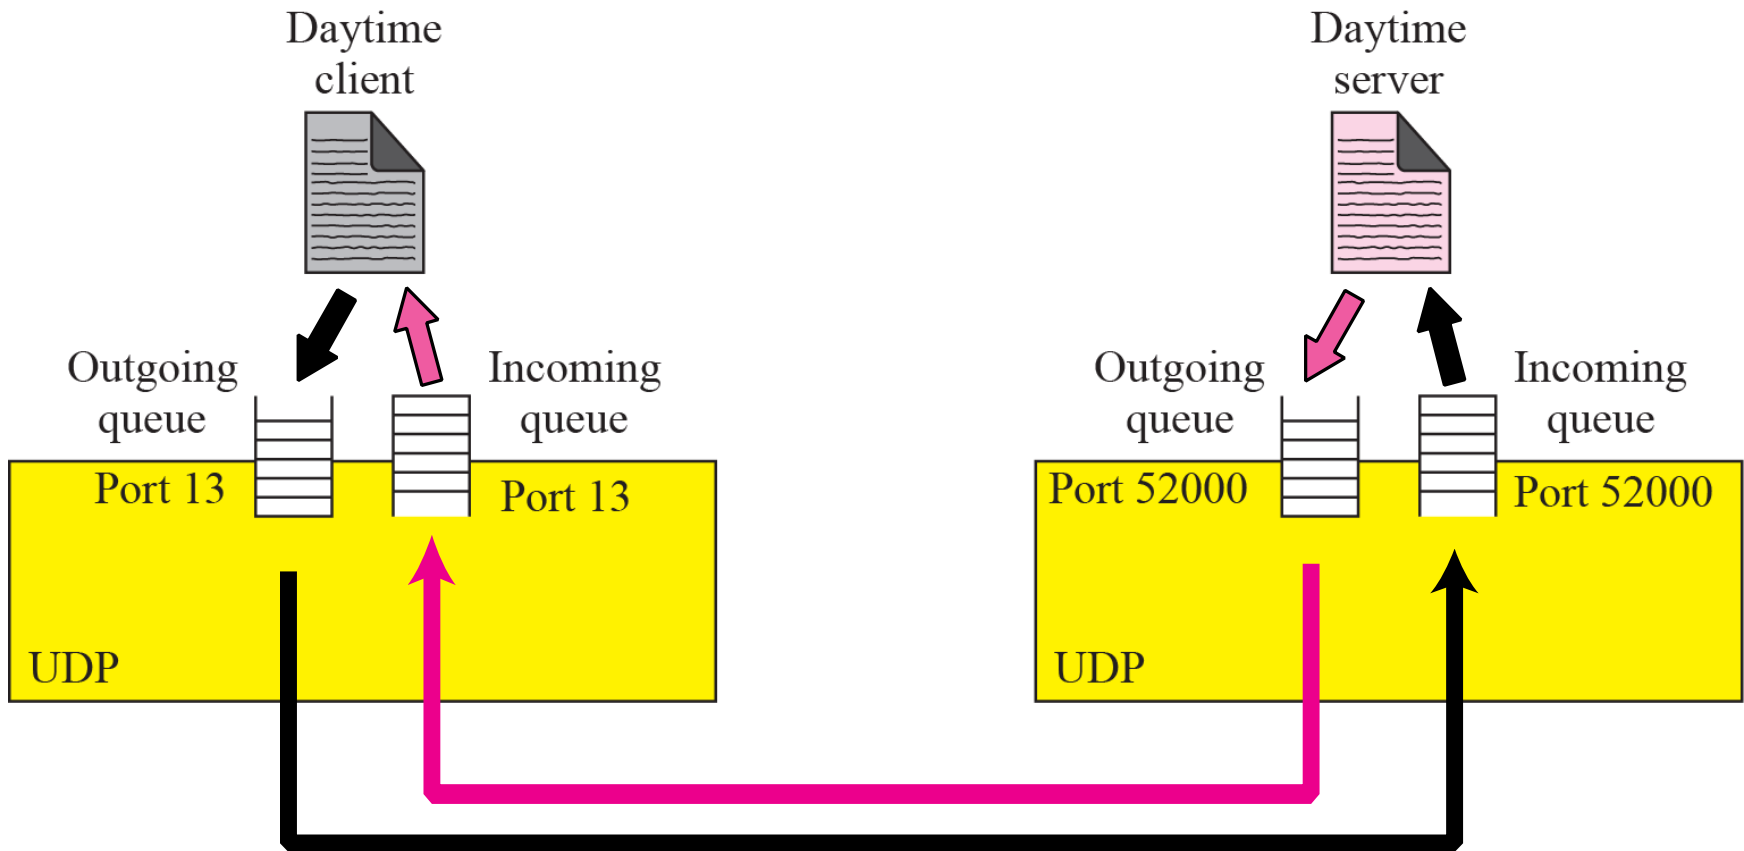 Daytime
client
Daytime
server
Outgoing
queue
Incoming
queue
Outgoing
queue
Incoming
queue
Port 13
Port 13
Port 52000
Port 52000
UDP
UDP